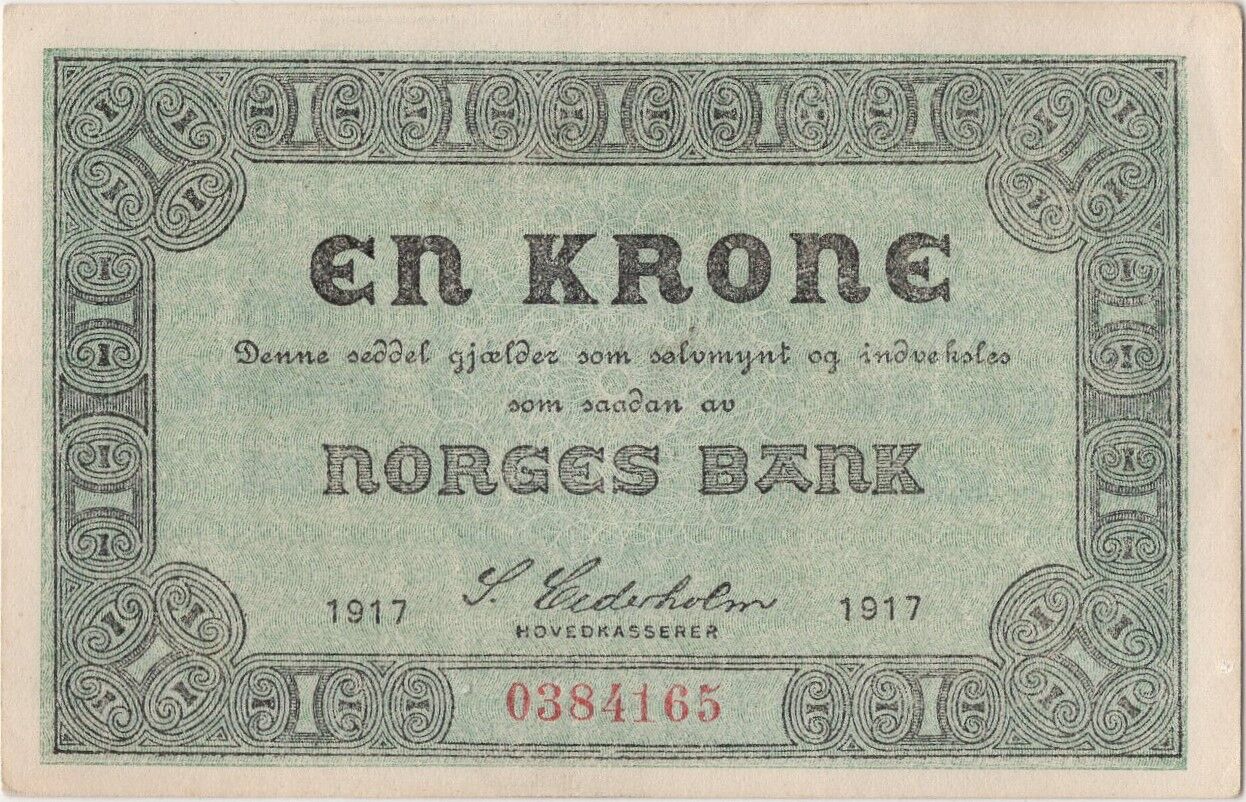 EN KRONE
Denne seddel gjælder som sølvmynt og indveksles
som saadan av
NORGES BANK
1917 S. Cederholm 1917
HOVEDKASSERER
0384165